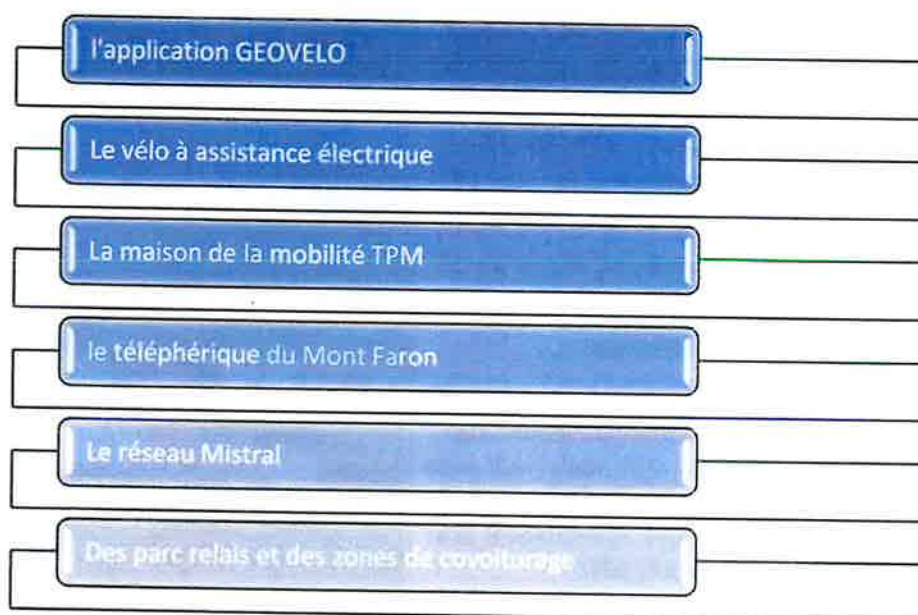 l'application GEOVELO
Le vélo à assistance électrique
La maison de la mobilité TPM
le téléphérique du Mont Faron
Le réseau Mistral
Des parc relais et des zones de covoiturage